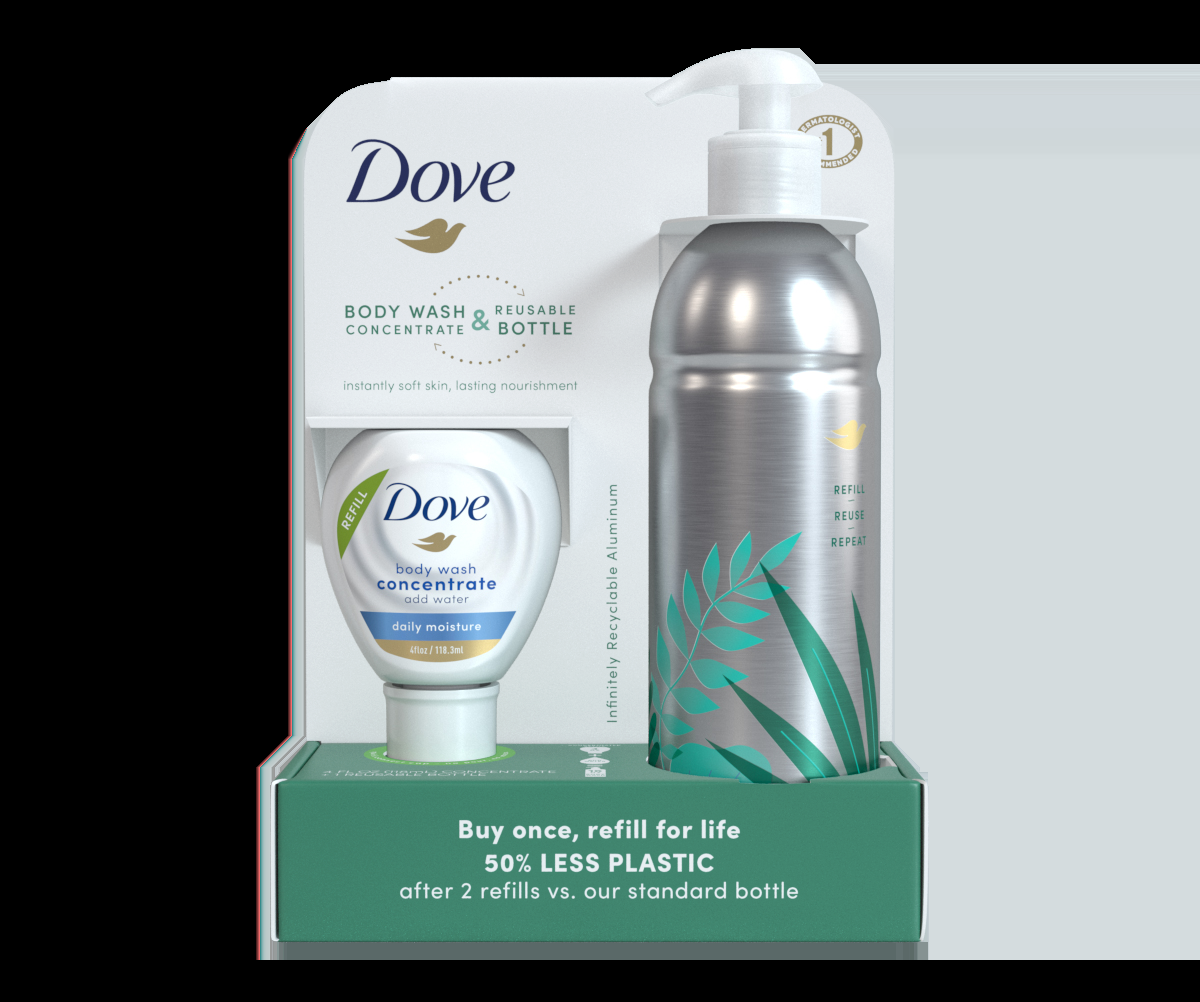 Dove
1
BODY WASH & REUSABLE
CONCENTRATE BOTTLE
instantly soft skin, lasting nourishment
REFILL
Dove
body wash
concentrate
add water
daily moisture
4floz / 118.3ml
Infinitely Recyclable Aluminum
REFILL
REUSE
REPEAT
Buy once, refill for life
50% LESS PLASTIC
after 2 refills vs. our standard bottle